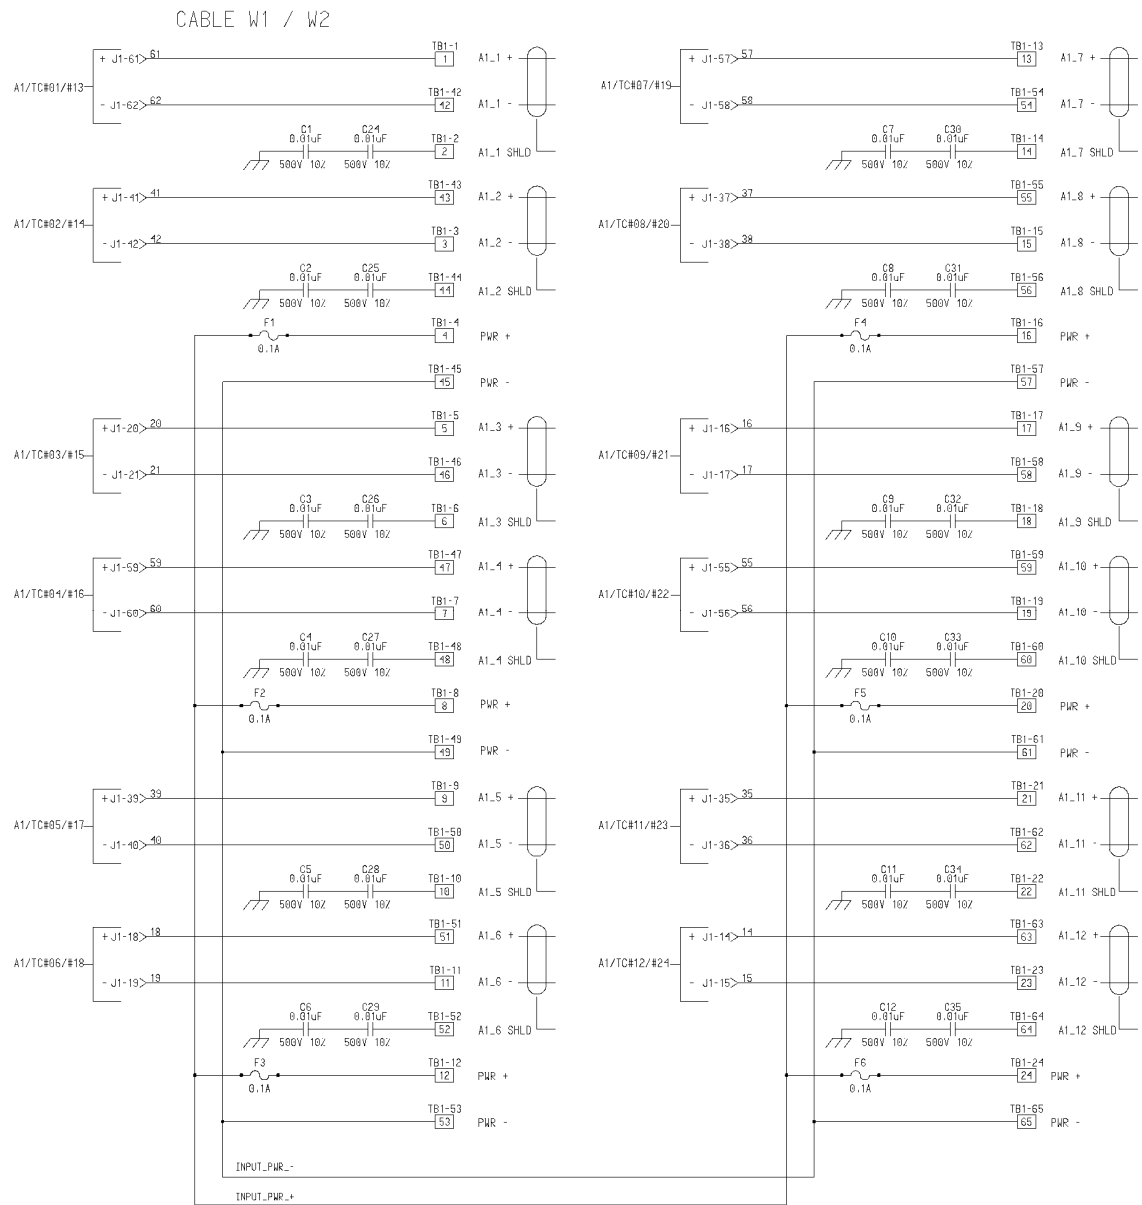 CABLE W1 / W2
A1/TC#01/#13
+ J1-61 61 TB1-1 1 A1_1 +
- J1-62 62 TB1-42 42 A1_1 -
C1 0.01uF 500V 10% C24 0.01uF 500V 10% TB1-2 2 A1_1 SHLD
A1/TC#02/#14
+ J1-41 41 TB1-43 43 A1_2 +
- J1-42 42 TB1-3 3 A1_2 -
C2 0.01uF 500V 10% C25 0.01uF 500V 10% TB1-44 44 A1_2 SHLD
F1 0.1A TB1-4 4 PWR +
TB1-45 45 PWR -
A1/TC#03/#15
+ J1-20 20 TB1-5 5 A1_3 +
- J1-21 21 TB1-46 46 A1_3 -
C3 0.01uF 500V 10% C26 0.01uF 500V 10% TB1-6 6 A1_3 SHLD
A1/TC#04/#16
+ J1-59 59 TB1-47 47 A1_4 +
- J1-60 60 TB1-7 7 A1_4 -
C4 0.01uF 500V 10% C27 0.01uF 500V 10% TB1-48 48 A1_4 SHLD
F2 0.1A TB1-8 8 PWR +
TB1-49 49 PWR -
A1/TC#05/#17
+ J1-39 39 TB1-9 9 A1_5 +
- J1-40 40 TB1-50 50 A1_5 -
C5 0.01uF 500V 10% C28 0.01uF 500V 10% TB1-10 10 A1_5 SHLD
A1/TC#06/#18
+ J1-18 18 TB1-51 51 A1_6 +
- J1-19 19 TB1-11 11 A1_6 -
C6 0.01uF 500V 10% C29 0.01uF 500V 10% TB1-52 52 A1_6 SHLD
F3 0.1A TB1-12 12 PWR +
TB1-53 53 PWR -
INPUT_PWR_-
INPUT_PWR_+
A1/TC#07/#19
+ J1-57 57 TB1-13 13 A1_7 +
- J1-58 58 TB1-54 54 A1_7 -
C7 0.01uF 500V 10% C30 0.01uF 500V 10% TB1-14 14 A1_7 SHLD
A1/TC#08/#20
+ J1-37 37 TB1-55 55 A1_8 +
- J1-38 38 TB1-15 15 A1_8 -
C8 0.01uF 500V 10% C31 0.01uF 500V 10% TB1-56 56 A1_8 SHLD
F4 0.1A TB1-16 16 PWR +
TB1-57 57 PWR -
A1/TC#09/#21
+ J1-16 16 TB1-17 17 A1_9 +
- J1-17 17 TB1-58 58 A1_9 -
C9 0.01uF 500V 10% C32 0.01uF 500V 10% TB1-18 18 A1_9 SHLD
A1/TC#10/#22
+ J1-55 55 TB1-59 59 A1_10 +
- J1-56 56 TB1-19 19 A1_10 -
C10 0.01uF 500V 10% C33 0.01uF 500V 10% TB1-60 60 A1_10 SHLD
F5 0.1A TB1-20 20 PWR +
TB1-61 61 PWR -
A1/TC#11/#23
+ J1-35 35 TB1-21 21 A1_11 +
- J1-36 36 TB1-62 62 A1_11 -
C11 0.01uF 500V 10% C34 0.01uF 500V 10% TB1-22 22 A1_11 SHLD
A1/TC#12/#24
+ J1-14 14 TB1-63 63 A1_12 +
- J1-15 15 TB1-23 23 A1_12 -
C12 0.01uF 500V 10% C35 0.01uF 500V 10% TB1-64 64 A1_12 SHLD
F6 0.1A TB1-24 24 PWR +
TB1-65 65 PWR -